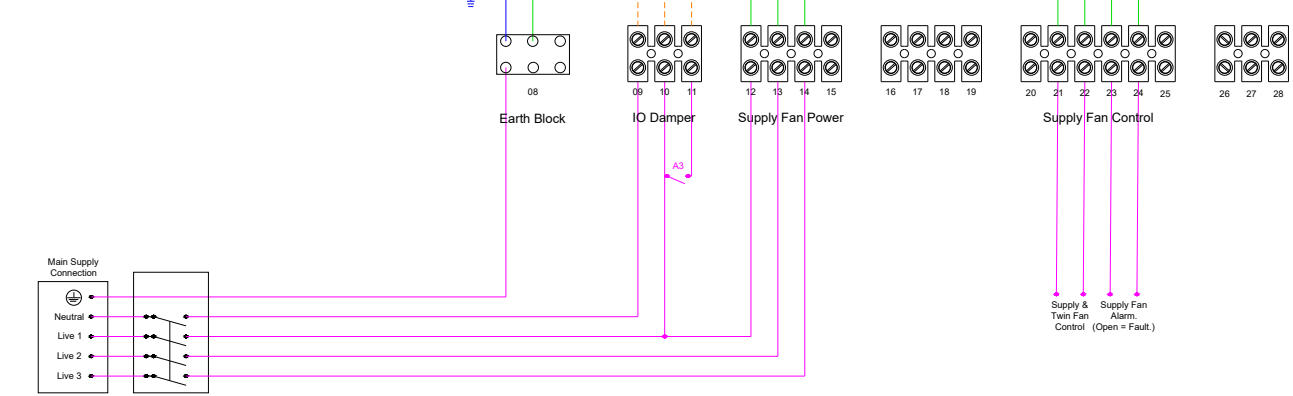 08
09 10 11
12 13 14 15
16 17 18 19
20 21 22 23 24 25
26 27 28
Earth Block
IO Damper
Supply Fan Power
Supply Fan Control
A3
Main Supply
Connection
Neutral
Live 1
Live 2
Live 3
Supply &
Twin Fan
Control
Supply Fan
Alarm.
(Open = Fault.)